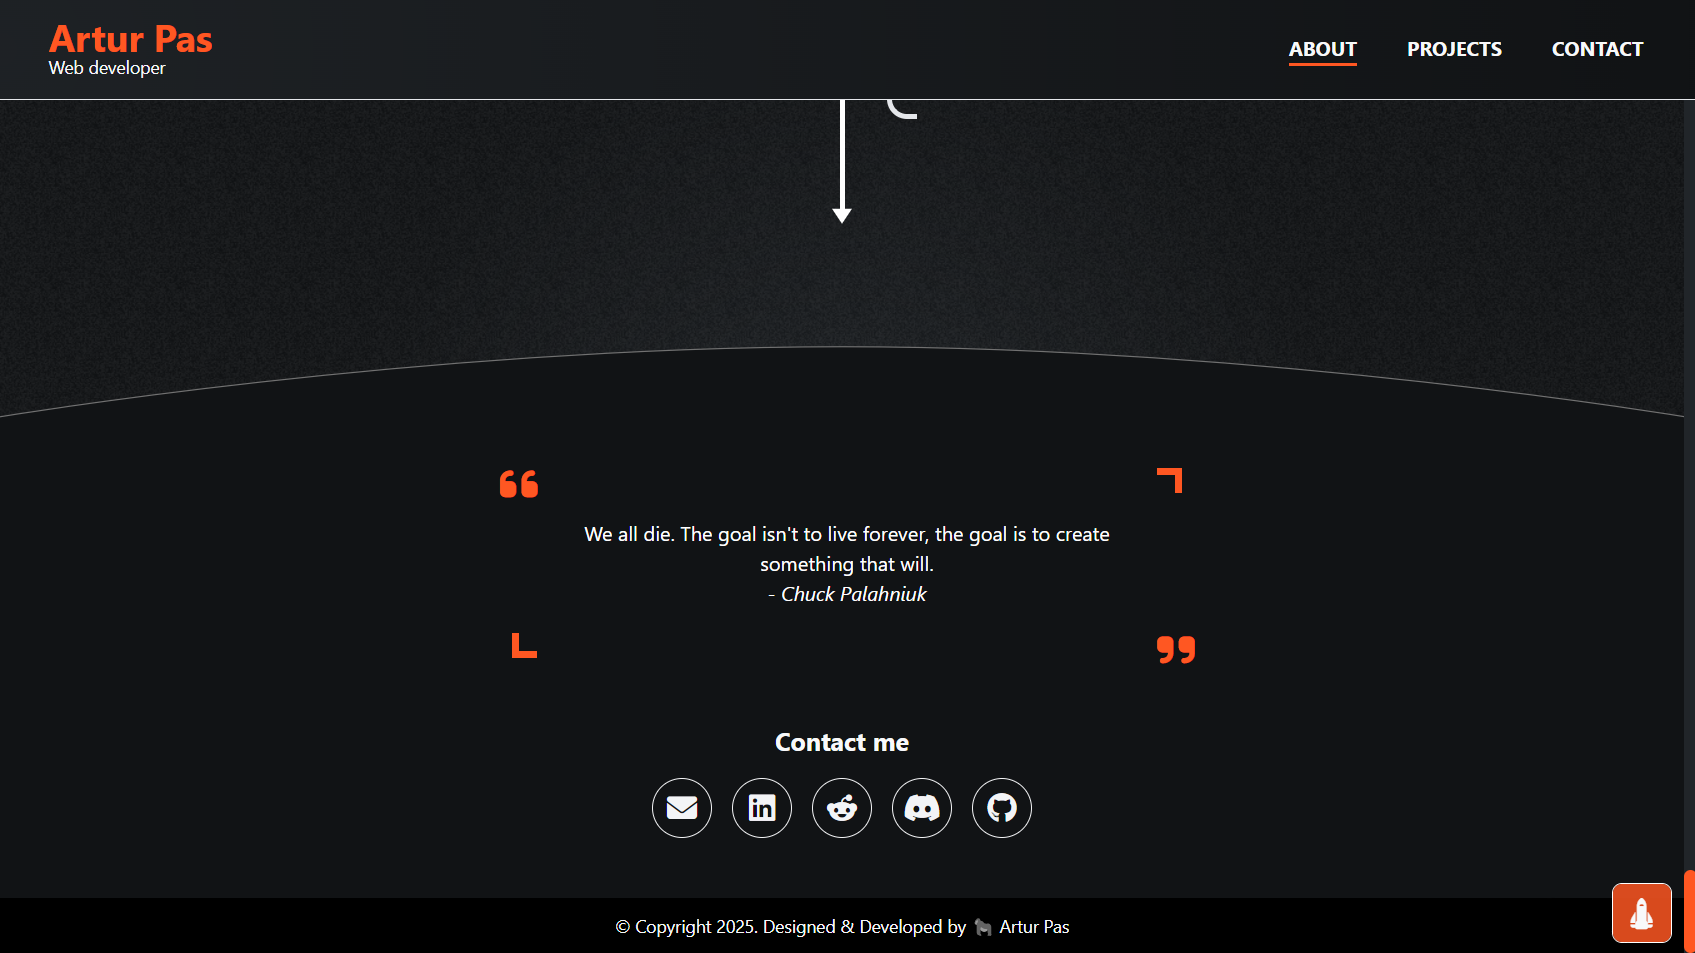 Artur Pas
Web developer
ABOUT
PROJECTS
CONTACT
We all die. The goal isn't to live forever, the goal is to create
something that will.
- Chuck Palahniuk
Contact me
© Copyright 2025. Designed & Developed by 🦍 Artur Pas